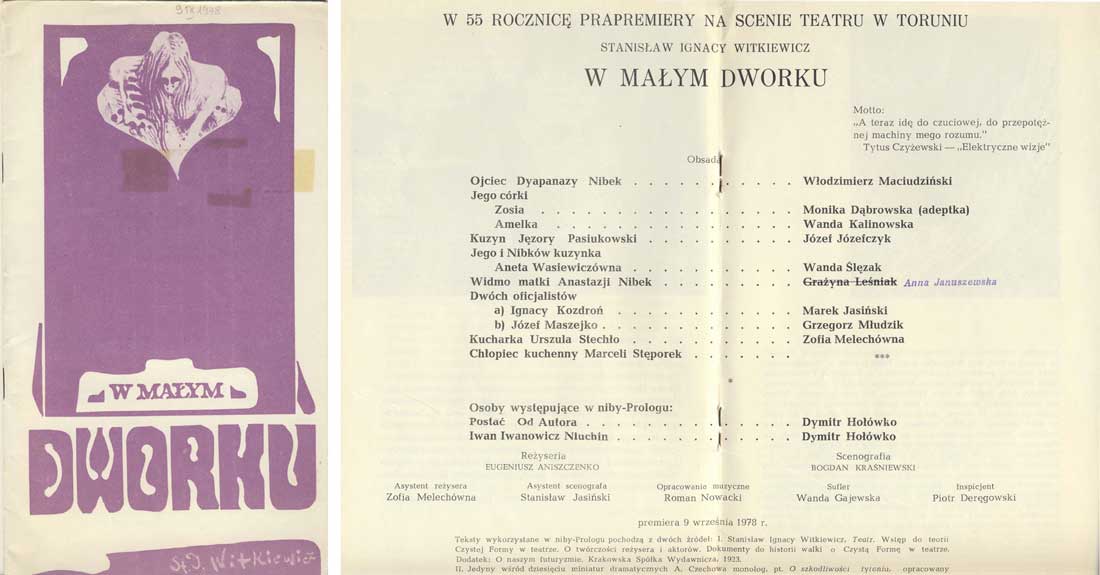 9 IX 1978
W MAŁYM
DWORKU
St. I. Witkiewicz
W 55 ROCZNICĘ PRAPREMIERY NA SCENIE TEATRU W TORUNIU
STANISŁAW IGNACY WITKIEWICZ
W MAŁYM DWORKU
Motto:
„A teraz idę do czuciowej, do przepotęż-
nej machiny mego rozumu."
Tytus Czyżewski — „Elektryczne wizje"
Obsada
Ojciec Dyapanazy Nibek . . . . . . . . . . . Włodzimierz Maciudziński
Jego córki
Zosia . . . . . . . . . . . . . . . . . Monika Dąbrowska (adeptka)
Amelka . . . . . . . . . . . . . . . . Wanda Kalinowska
Kuzyn Jęzory Pasiukowski . . . . . . . . . . Józef Józefczyk
Jego i Nibków kuzynka
Aneta Wasiewiczówna . . . . . . . . . . . Wanda Ślęzak
Widmo matki Anastazji Nibek . . . . . . . . . Grażyna Leśniak Anna Januszewska
Dwóch oficjalistów
a) Ignacy Kozdroń . . . . . . . . . . . . Marek Jasiński
b) Józef Maszejko . . . . . . . . . . . . . Grzegorz Młudzik
Kucharka Urszula Stechło . . . . . . . . . . . Zofia Melechówna
Chłopiec kuchenny Marceli Stęporek . . . . . . . ***
*
Osoby występujące w niby-Prologu:
Postać Od Autora . . . . . . . . . . . . . Dymitr Hołówko
Iwan Iwanowicz Niuchin . . . . . . . . . . . Dymitr Hołówko
Reżyseria Scenografia
EUGENIUSZ ANISZCZENKO BOGDAN KRAŚNIEWSKI
Asystent reżysera Asystent scenografa Opracowanie muzyczne Sufler Inspicjent
Zofia Melechówna Stanisław Jasiński Roman Nowacki Wanda Gajewska Piotr Deręgowski
premiera 9 września 1978 r.
Teksty wykorzystane w niby-Prologu pochodzą z dwóch źródeł: I. Stanisław Ignacy Witkiewicz, Teatr. Wstęp do teorii
Czystej Formy w teatrze. O twórczości reżysera i aktorów. Dokumenty do historii walki o Czystą Formę w teatrze.
Dodatek: O naszym futuryzmie. Krakowska Spółka Wydawnicza, 1923.
II. Jedyny wśród dziesięciu miniatur dramatycznych A. Czechowa monolog, pt. O szkodliwości tytoniu, opracowany